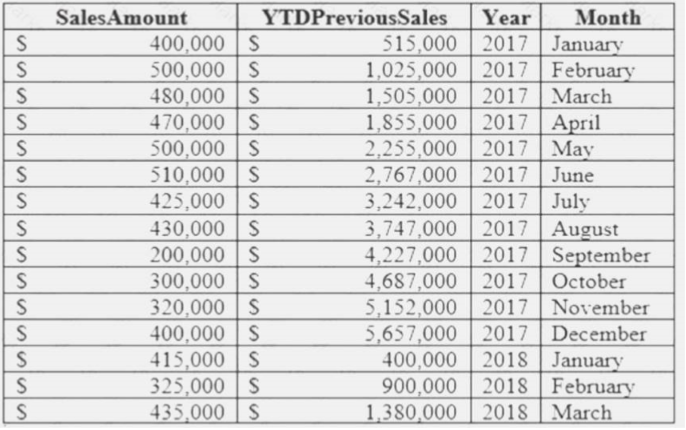 SalesAmount YTDPreviousSales Year Month
$ 400,000 $ 515,000 2017 January
$ 500,000 $ 1,025,000 2017 February
$ 480,000 $ 1,505,000 2017 March
$ 470,000 $ 1,855,000 2017 April
$ 500,000 $ 2,255,000 2017 May
$ 510,000 $ 2,767,000 2017 June
$ 425,000 $ 3,242,000 2017 July
$ 430,000 $ 3,747,000 2017 August
$ 200,000 $ 4,227,000 2017 September
$ 300,000 $ 4,687,000 2017 October
$ 320,000 $ 5,152,000 2017 November
$ 400,000 $ 5,657,000 2017 December
$ 415,000 $ 400,000 2018 January
$ 325,000 $ 900,000 2018 February
$ 435,000 $ 1,380,000 2018 March